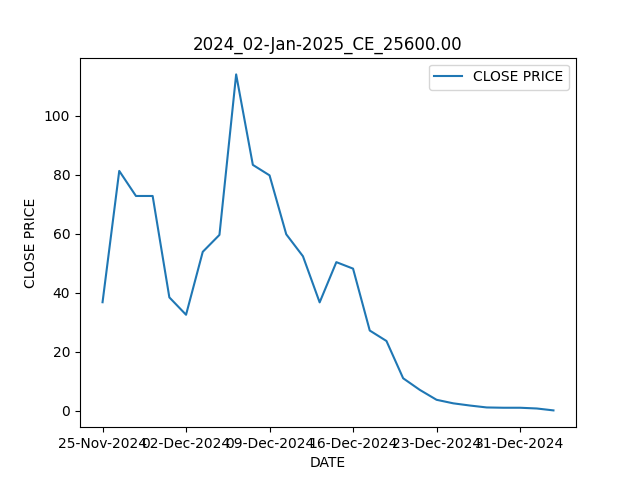 2024_02-Jan-2025_CE_25600.00
CLOSE PRICE
100
80
60
40
20
0
CLOSE PRICE
25-Nov-2024 02-Dec-2024 09-Dec-2024 16-Dec-2024 23-Dec-2024 31-Dec-2024
DATE